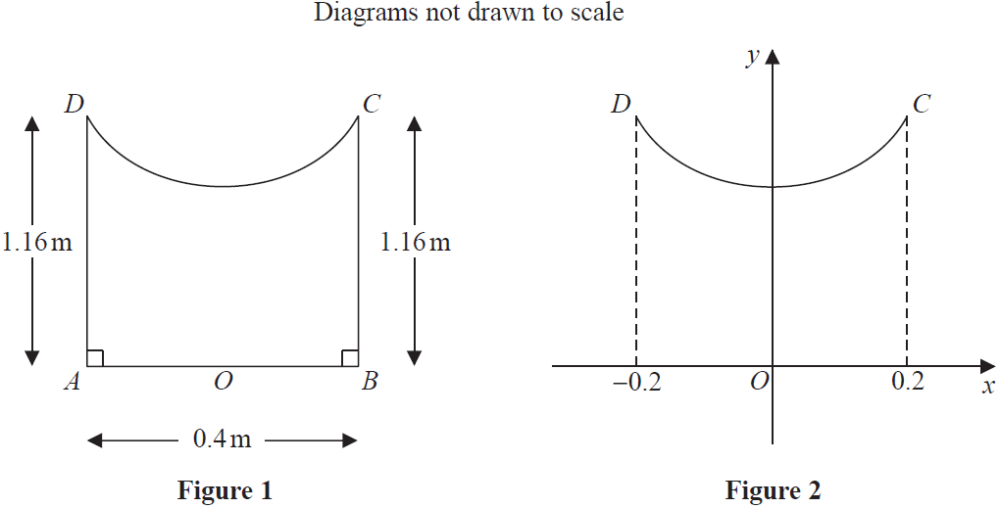 Diagrams not drawn to scale
D C
1.16 m 1.16 m
A O B
0.4 m
Figure 1
y
D C
−0.2 O 0.2 x
Figure 2